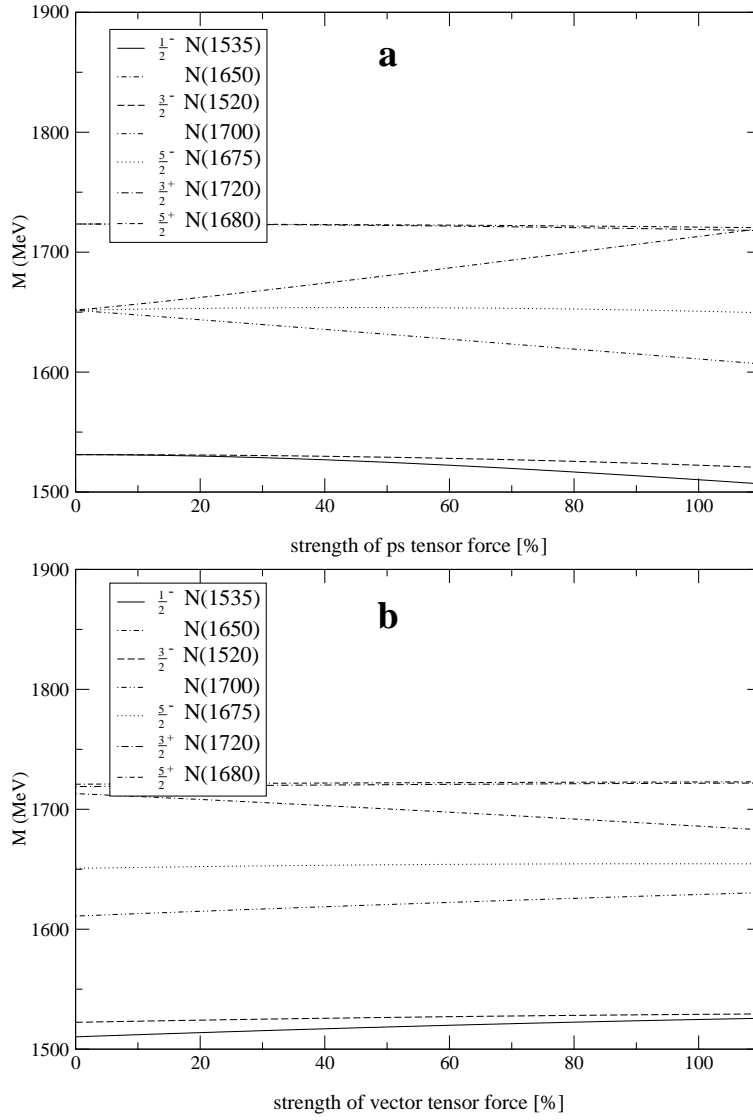 1900
a
½⁻ N(1535)
N(1650)
3/2⁻ N(1520)
N(1700)
5/2⁻ N(1675)
3/2⁺ N(1720)
5/2⁺ N(1680)
1800
M (MeV)
1700
1600
1500
0 20 40 60 80 100
strength of ps tensor force [%]
1900
b
½⁻ N(1535)
N(1650)
3/2⁻ N(1520)
N(1700)
5/2⁻ N(1675)
3/2⁺ N(1720)
5/2⁺ N(1680)
1800
M (MeV)
1700
1600
1500
0 20 40 60 80 100
strength of vector tensor force [%]